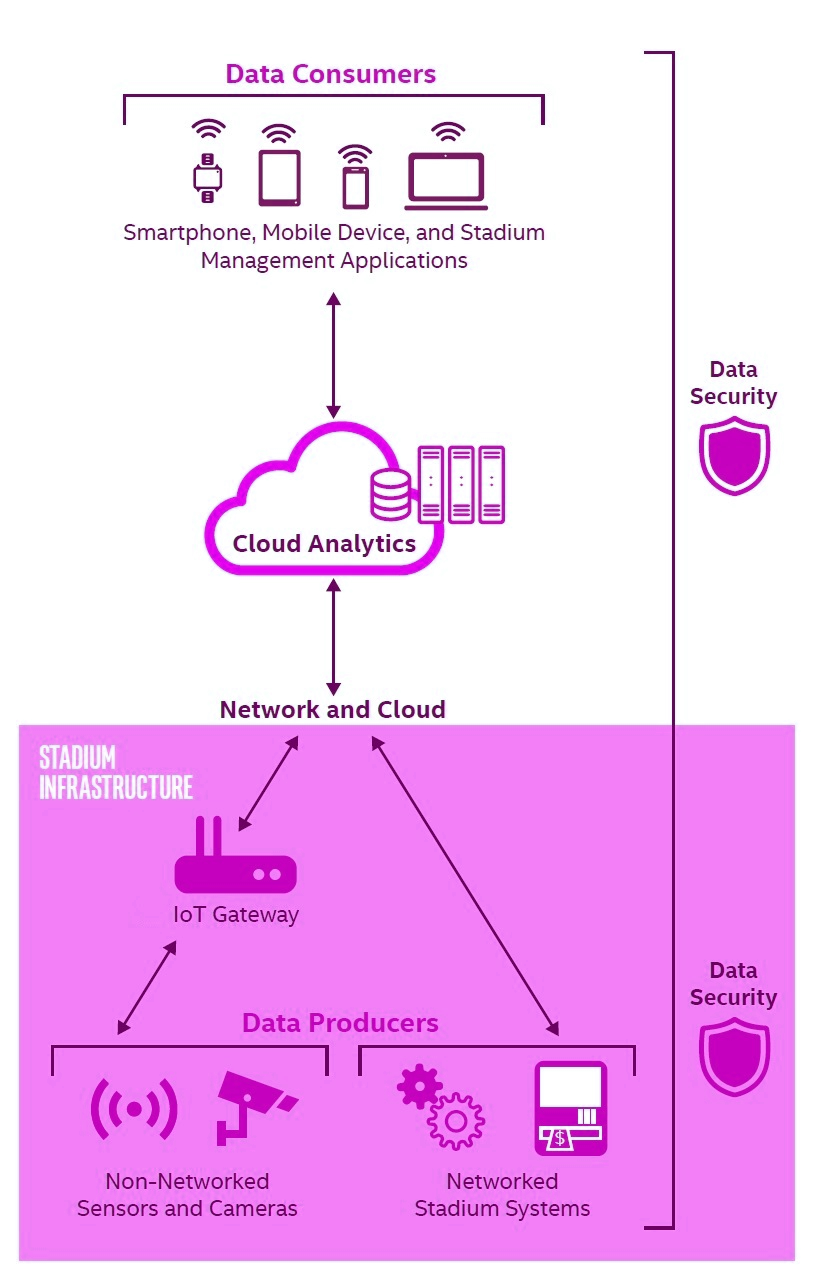 Data Consumers
Smartphone, Mobile Device, and Stadium
Management Applications
Data
Security
Cloud Analytics
Network and Cloud
STADIUM
INFRASTRUCTURE
IoT Gateway
Data
Security
Data Producers
$
Non-Networked
Sensors and Cameras
Networked
Stadium Systems